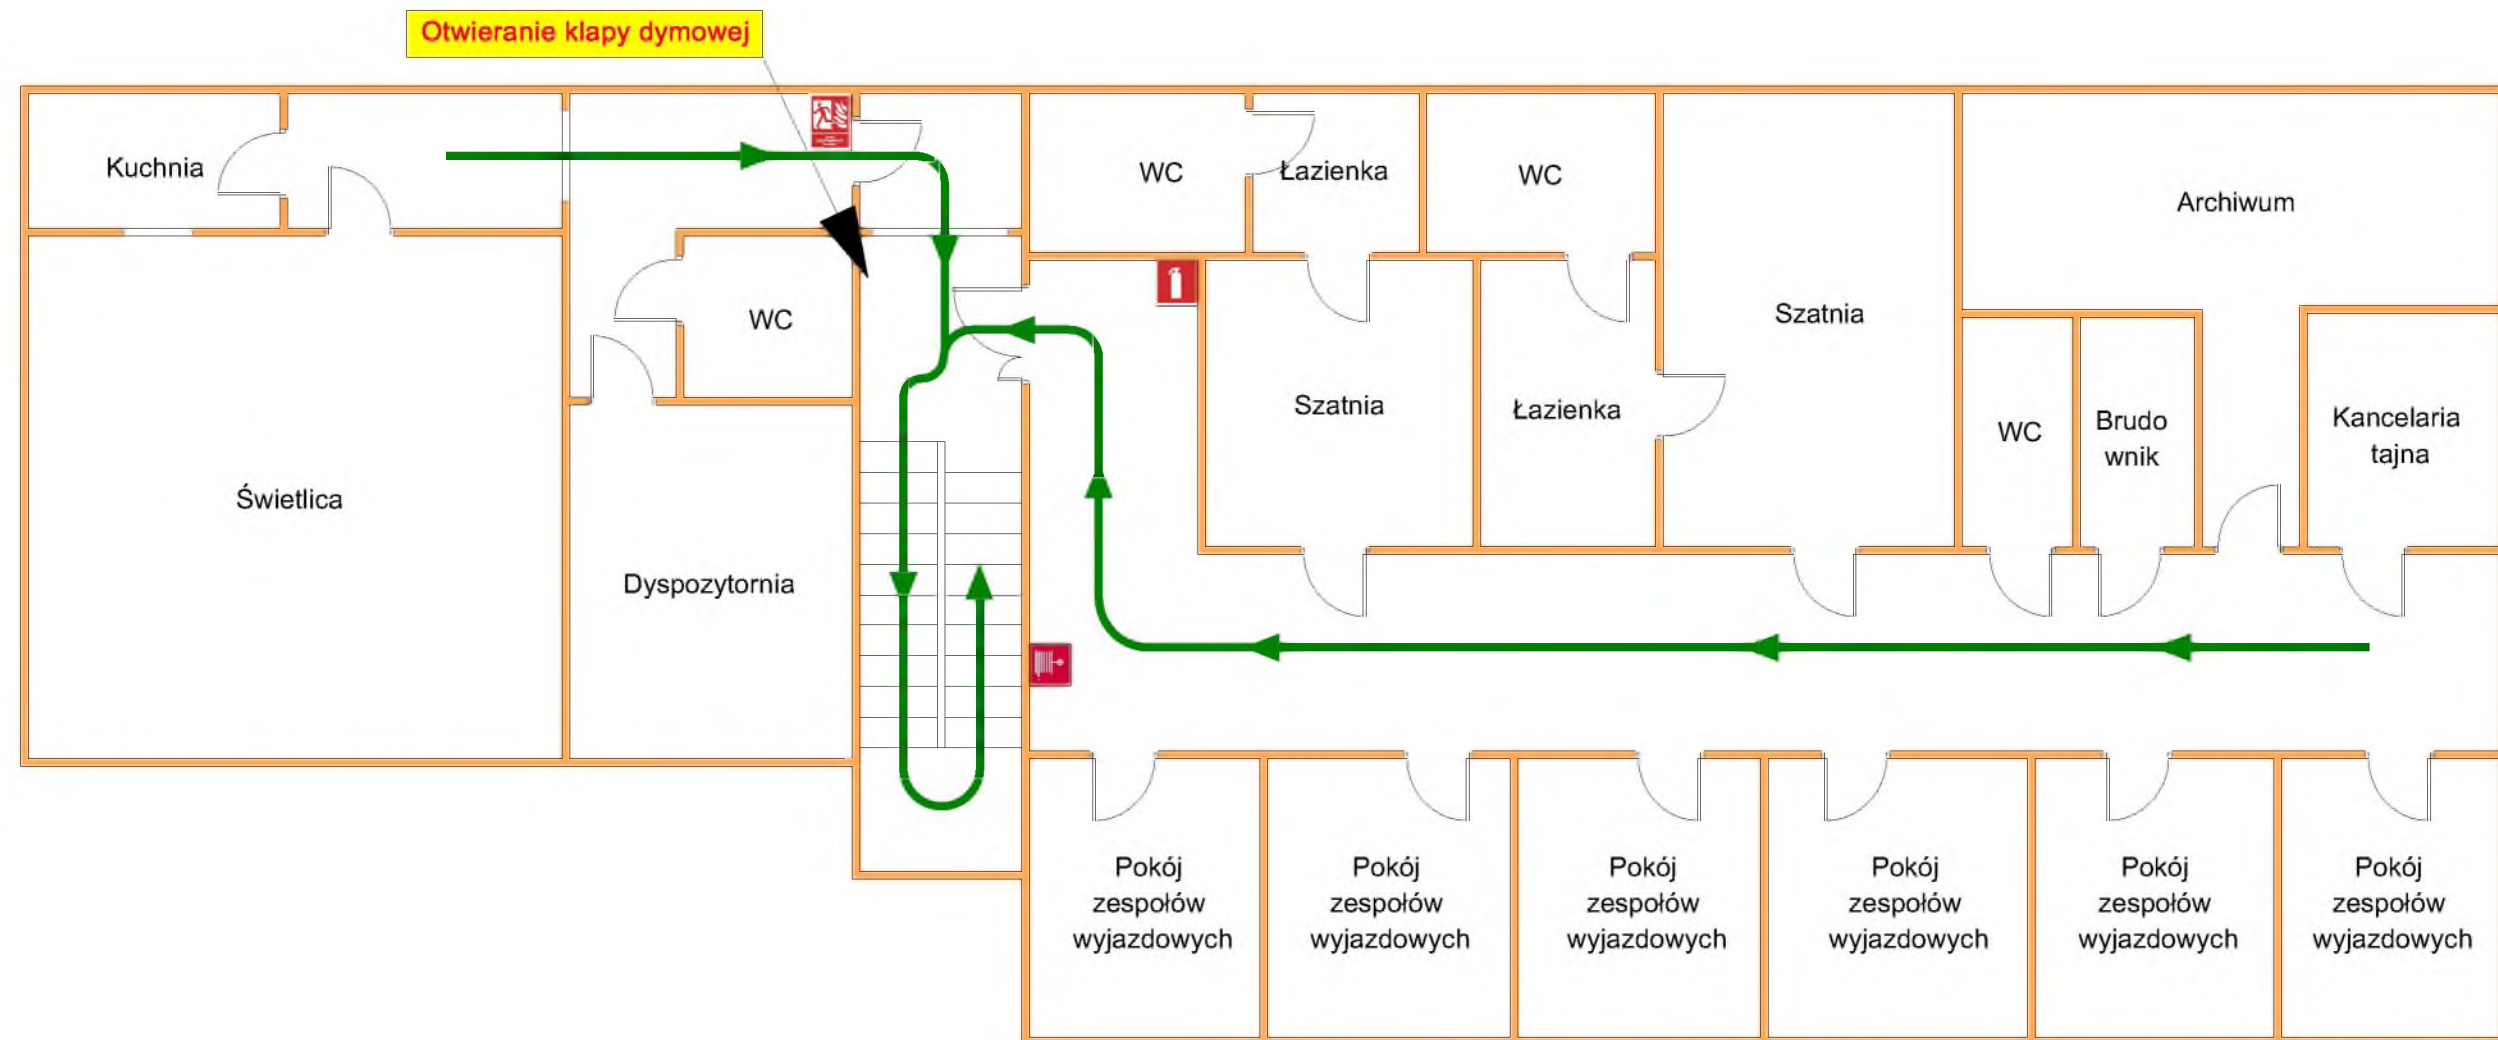 Otwieranie klapy dymowej
Kuchnia
WC
Łazienka
WC
Archiwum
WC
Szatnia
Szatnia
Łazienka
WC
Brudo
wnik
Kancelaria
tajna
Świetlica
Dyspozytornia
Pokój
zespołów
wyjazdowych
Pokój
zespołów
wyjazdowych
Pokój
zespołów
wyjazdowych
Pokój
zespołów
wyjazdowych
Pokój
zespołów
wyjazdowych
Pokój
zespołów
wyjazdowych